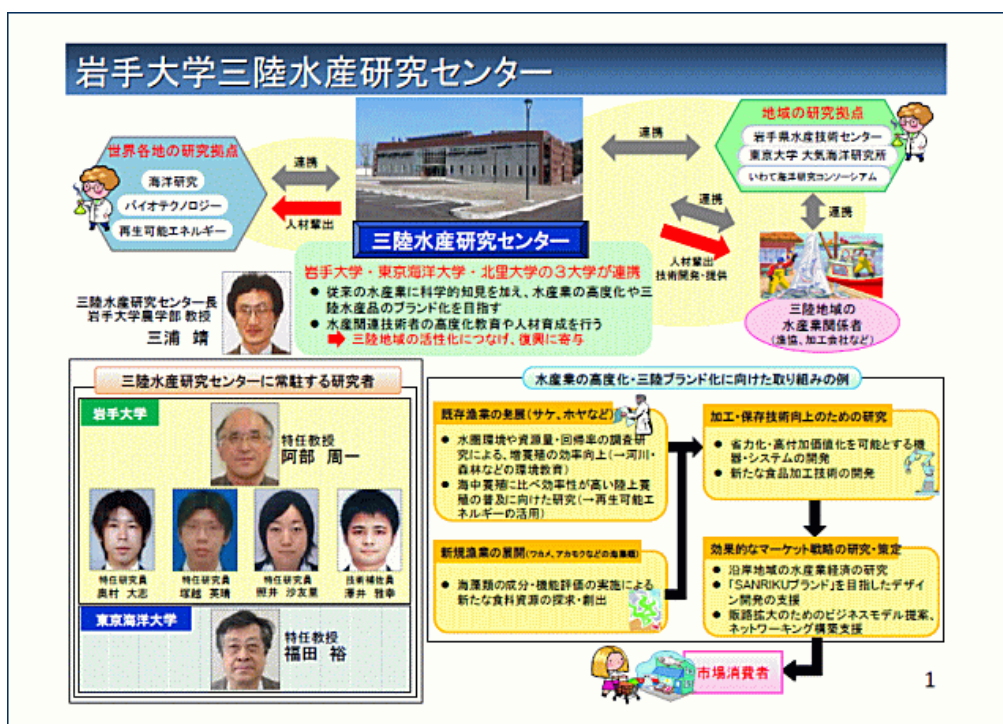 岩手大学三陸水産研究センター
世界各地の研究拠点
海洋研究
バイオテクノロジー
再生可能エネルギー
連携
人材輩出
三陸水産研究センター
連携
地域の研究拠点
岩手県水産技術センター
東京大学 大気海洋研究所
いわて海洋研究コンソーシアム
連携
連携
人材輩出
技術開発・提供
三陸地域の
水産業関係者
(漁協、加工会社など)
三陸水産研究センター長
岩手大学農学部 教授
三浦 靖
岩手大学・東京海洋大学・北里大学の3大学が連携
● 従来の水産業に科学的知見を加え、水産業の高度化や三
陸水産品のブランド化を目指す
● 水産関連技術者の高度化教育や人材育成を行う
三陸地域の活性化につなげ、復興に寄与
三陸水産研究センターに常駐する研究者
岩手大学
特任教授
阿部 周一
特任研究員
奥村 大志
特任研究員
塚越 英晴
特任研究員
照井 沙友里
技術補佐員
澤井 雅幸
東京海洋大学
特任教授
福田 裕
水産業の高度化・三陸ブランド化に向けた取り組みの例
既存漁業の発展(サケ、ホヤなど)
● 水圏環境や資源量・回帰率の調査研
究による、増養殖の効率向上(→河川・
森林などの環境教育)
● 海中養殖に比べ効率性が高い陸上養
殖の普及に向けた研究(→再生可能エ
ネルギーの活用)
新規漁業の展開(ワカメ、アカモクなどの海藻類)
● 海藻類の成分・機能評価の実施による
新たな食料資源の探求・創出
加工・保存技術向上のための研究
● 省力化・高付加価値化を可能とする機
器・システムの開発
● 新たな食品加工技術の開発
効果的なマーケット戦略の研究・策定
● 沿岸地域の水産業経済の研究
● 「SANRIKUブランド」を目指したデザイ
ン開発の支援
● 販路拡大のためのビジネスモデル提案、
ネットワーキング構築支援
市場消費者
1